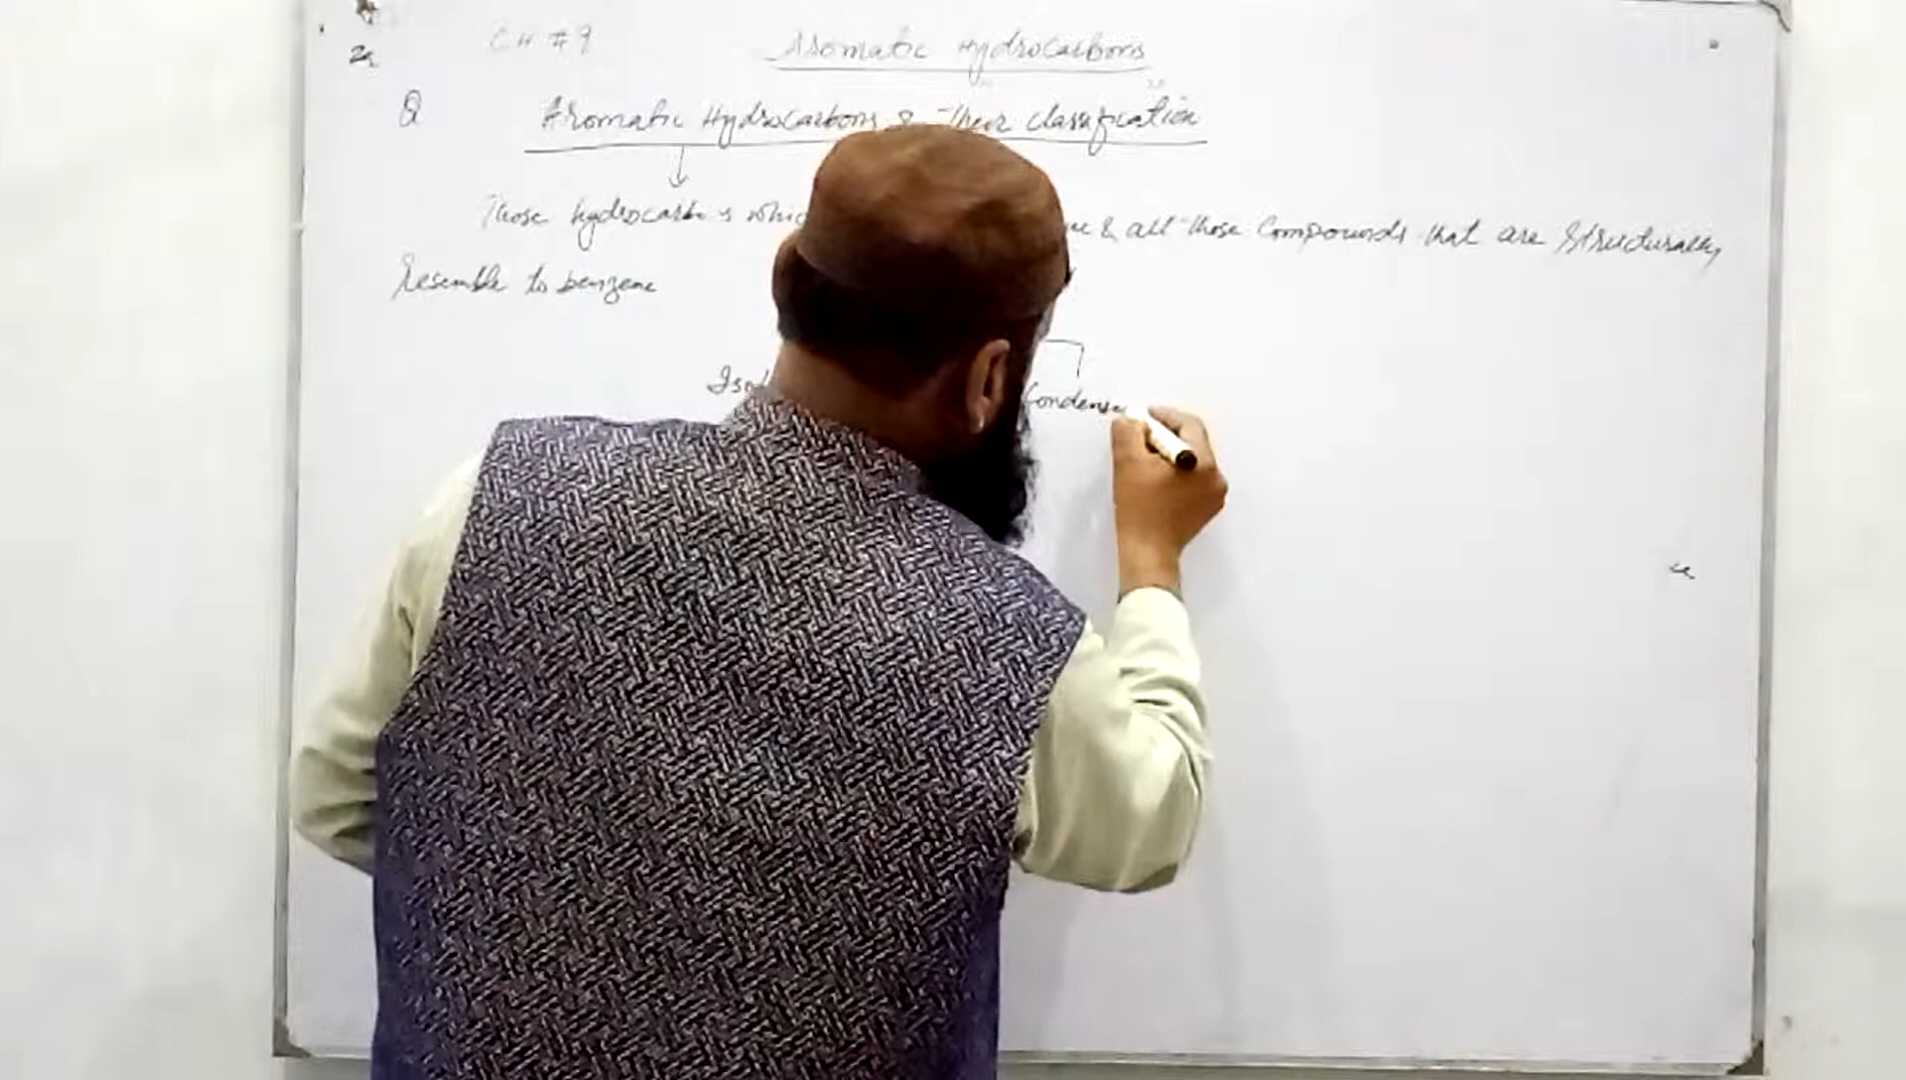 CH #9 Aromatic Hydrocarbons
Q Aromatic Hydrocarbons & Their classification
Those hydrocarbons & all those Compounds that are structurally
resemble to benzene
Condense